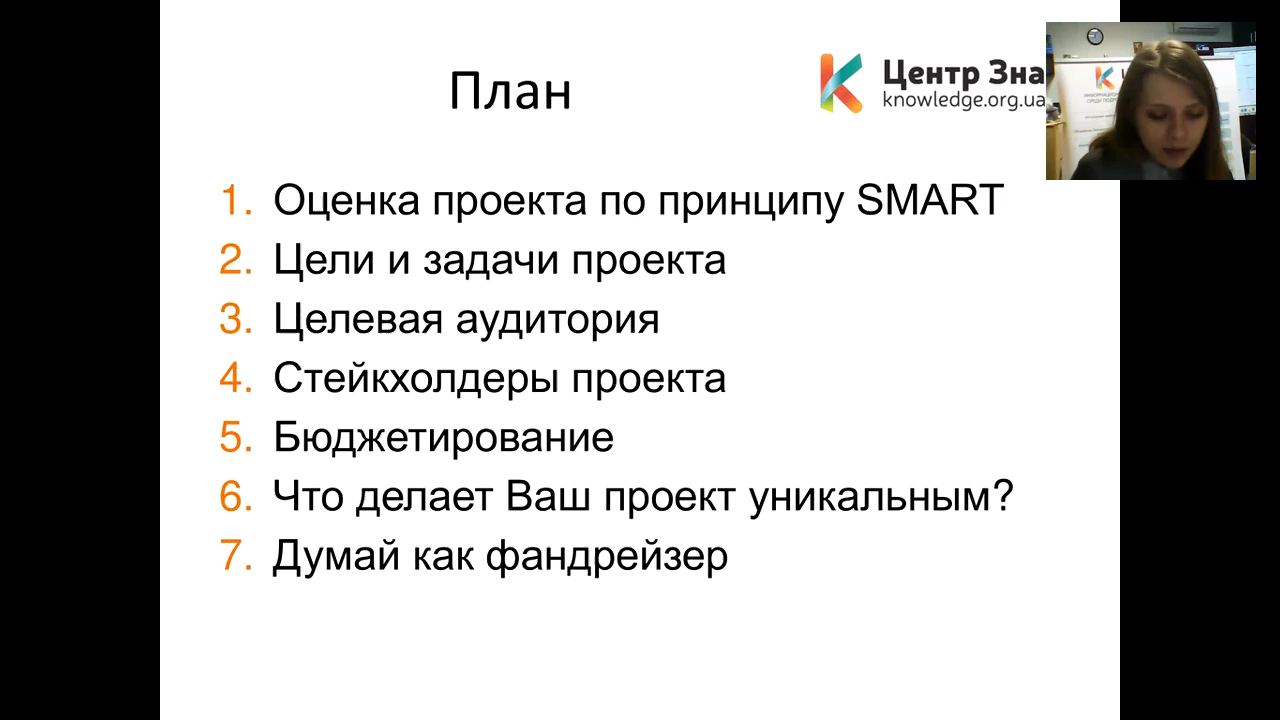 План
Центр Зна
knowledge.org.ua
1. Оценка проекта по принципу SMART
2. Цели и задачи проекта
3. Целевая аудитория
4. Стейкхолдеры проекта
5. Бюджетирование
6. Что делает Ваш проект уникальным?
7. Думай как фандрейзер